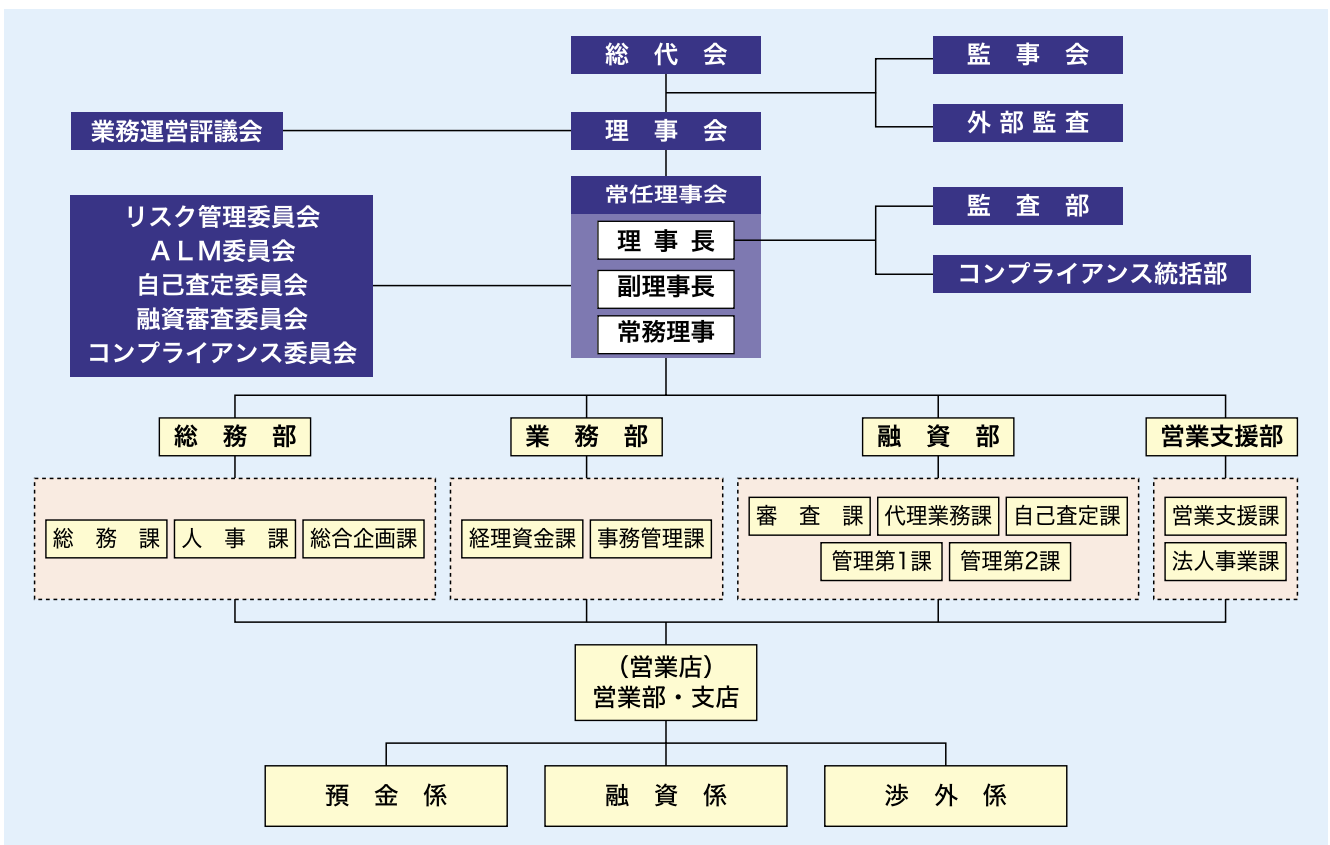 総代会
監事会
外部監査
業務運営評議会
理事会
常任理事会
理事長
副理事長
常務理事
監査部
コンプライアンス統括部
リスク管理委員会
ＡＬＭ委員会
自己査定委員会
融資審査委員会
コンプライアンス委員会
総務部
業務部
融資部
営業支援部
総務課
人事課
総合企画課
経理資金課
事務管理課
審査課
代理業務課
自己査定課
管理第1課
管理第2課
営業支援課
法人事業課
（営業店）
営業部・支店
預金係
融資係
渉外係